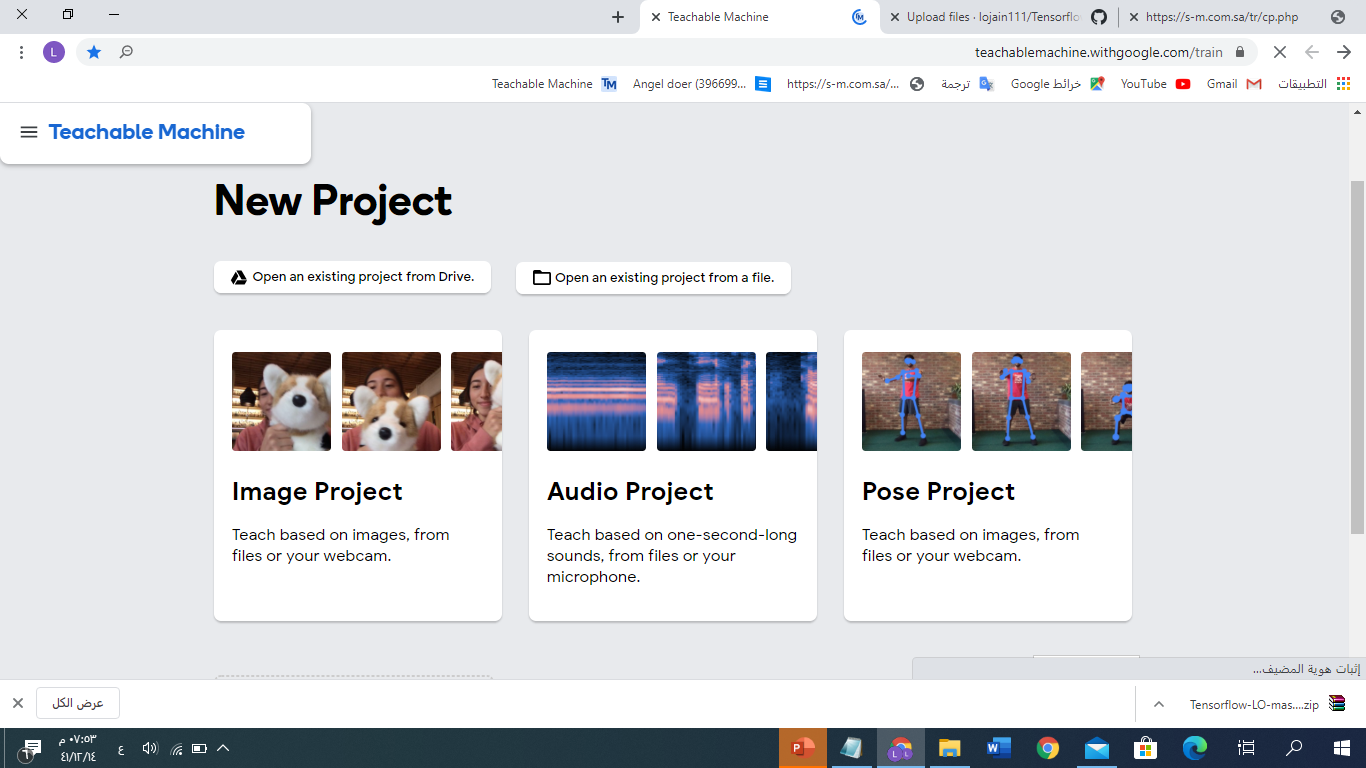 Teachable Machine
Upload files · lojain111/Tensorflo
https://s-m.com.sa/tr/cp.php
L
teachablemachine.withgoogle.com/train
Teachable Machine
Angel doer (396699...
https://s-m.com.sa/...
ترجمة
خرائط Google
YouTube
Gmail
التطبيقات
Teachable Machine
New Project
Open an existing project from Drive.
Open an existing project from a file.
Image Project
Teach based on images, from
files or your webcam.
Audio Project
Teach based on one-second-long
sounds, from files or your
microphone.
Pose Project
Teach based on images, from
files or your webcam.
إثبات هوية المضيف...
عرض الكل
Tensorflow-LO-mas....zip
٠٧:٥٣ م
٤١/١٢/١٤
ع